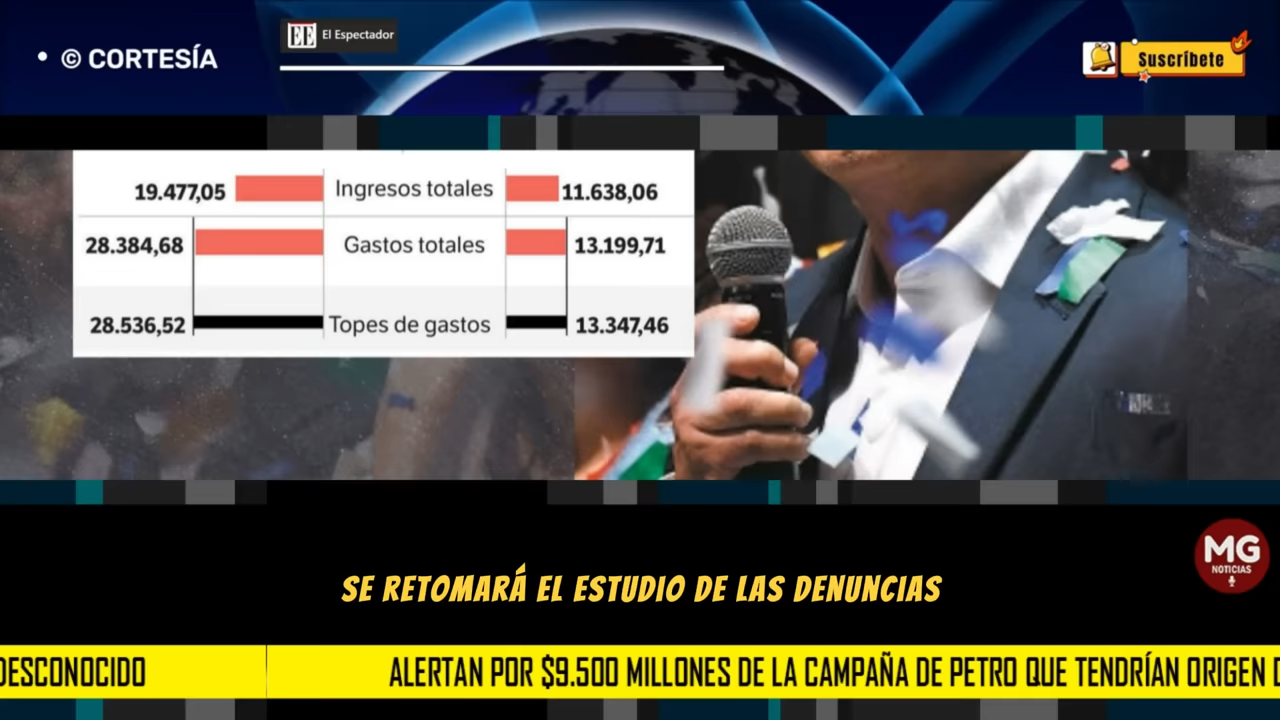 • © CORTESÍA
EE El Espectador
Suscríbete
19.477,05 Ingresos totales 11.638,06
28.384,68 Gastos totales 13.199,71
28.536,52 Topes de gastos 13.347,46
MG
NOTICIAS
SE RETOMARÁ EL ESTUDIO DE LAS DENUNCIAS
DESCONOCIDO ALERTAN POR $9.500 MILLONES DE LA CAMPAÑA DE PETRO QUE TENDRÍAN ORIGEN